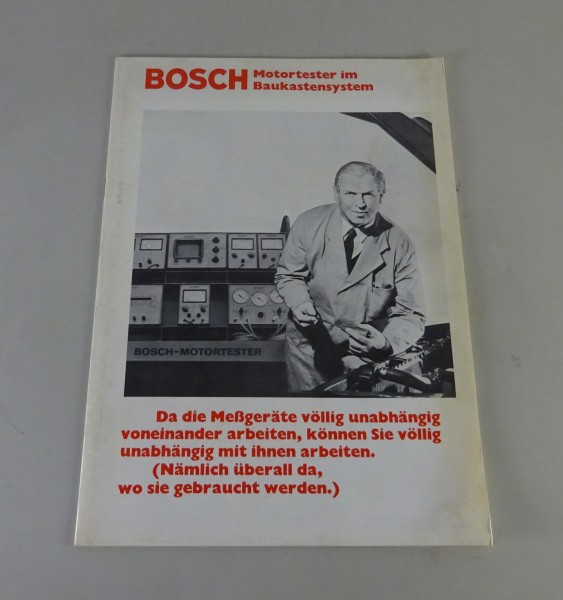 BOSCH Motortester im
Baukastensystem
BOSCH-MOTORTESTER
Da die Meßgeräte völlig unabhängig
voneinander arbeiten, können Sie völlig
unabhängig mit ihnen arbeiten.
(Nämlich überall da,
wo sie gebraucht werden.)